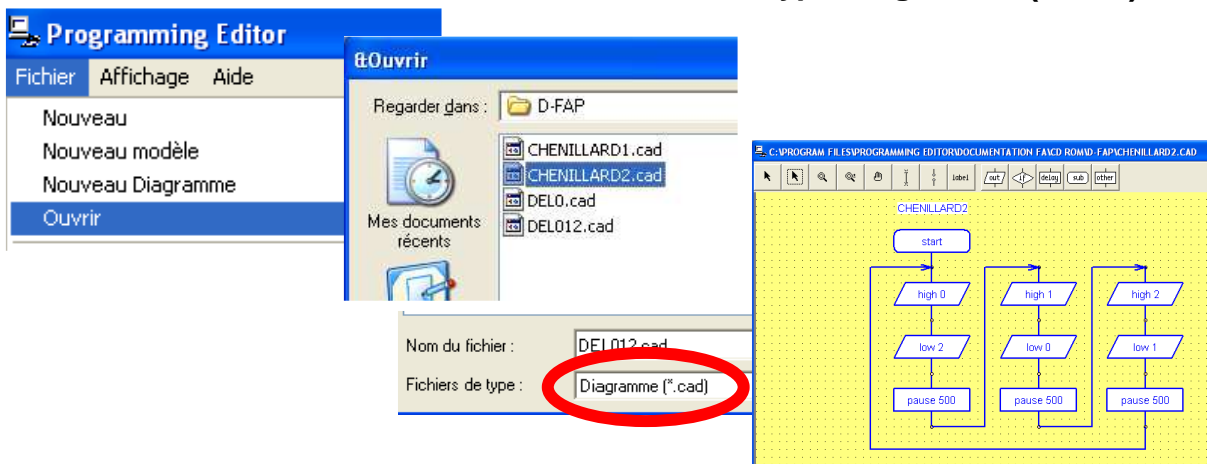 Programming Editor
Fichier Affichage Aide
Nouveau
Nouveau modèle
Nouveau Diagramme
Ouvrir
&Ouvrir
Regarder dans : D-FAP
CHENILLARD1.cad
CHENILLARD2.cad
DEL0.cad
DEL012.cad
Mes documents
récents
Nom du fichier : DEL012.cad
Fichiers de type : Diagramme (*.cad)
C:\PROGRAM FILES\PROGRAMMING EDITOR\DOCUMENTATION FA\CD ROM\D-FAP\CHENILLARD2.CAD
label out if delay sub other
CHENILLARD2
start
high 0 high 1 high 2
low 2 low 0 low 1
pause 500 pause 500 pause 500